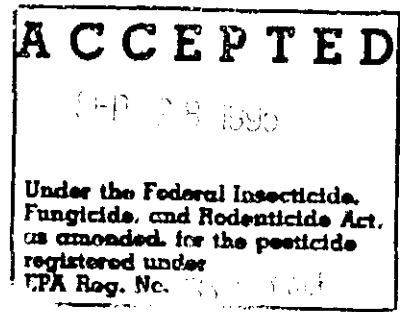 ACCEPTED
28
Under the Federal Insecticide,
Fungicide, and Rodenticide Act,
as amended, for the pesticide
registered under
EPA Reg. No.